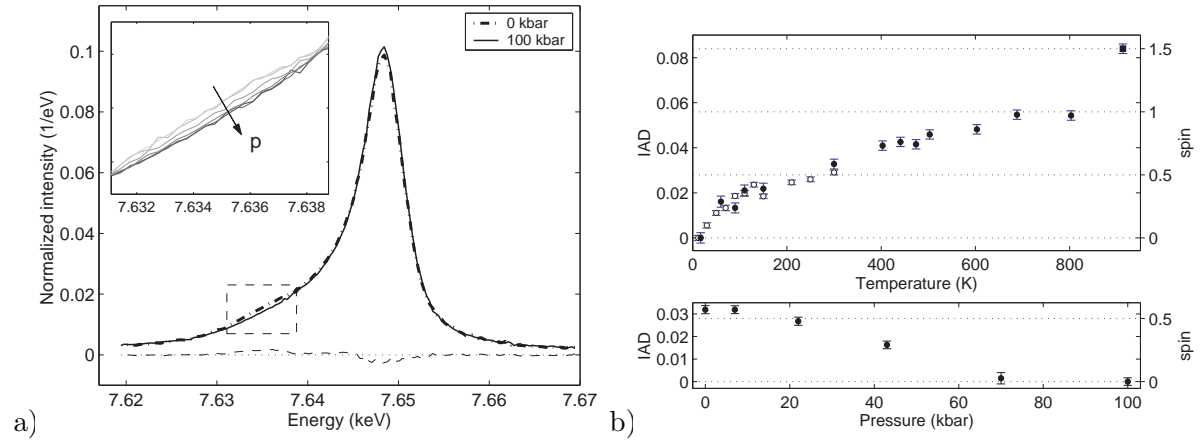 0 kbar
100 kbar
0.1
0.08
0.06
0.04
0.02
0
Normalized intensity (1/eV)
p
7.632 7.634 7.636 7.638
7.62 7.63 7.64 7.65 7.66 7.67
Energy (keV)
a)
0.08
0.06
0.04
0.02
0
IAD
1.5
1
0.5
0
spin
0 200 400 600 800
Temperature (K)
0.03
0.02
0.01
0
IAD
0.5
0
spin
0 20 40 60 80 100
Pressure (kbar)
b)